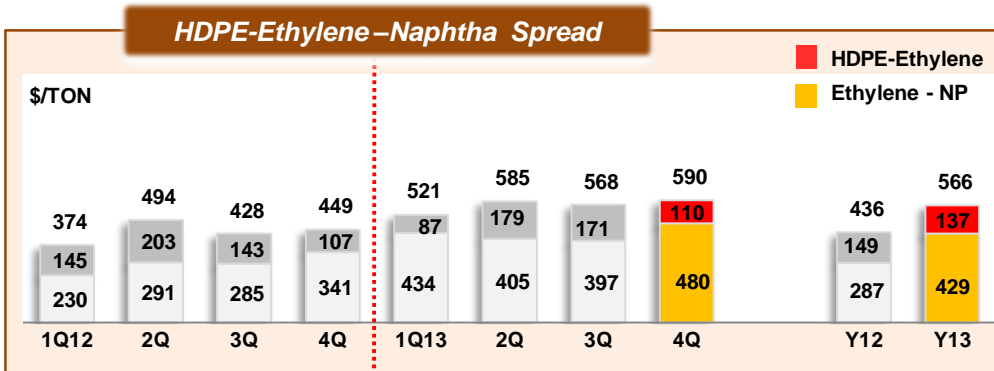 HDPE-Ethylene–Naphtha Spread
HDPE-Ethylene
Ethylene - NP
$/TON
374 494 428 449 521 585 568 590 436 566
145 203 143 107 87 179 171 110 149 137
230 291 285 341 434 405 397 480 287 429
1Q12 2Q 3Q 4Q 1Q13 2Q 3Q 4Q Y12 Y13